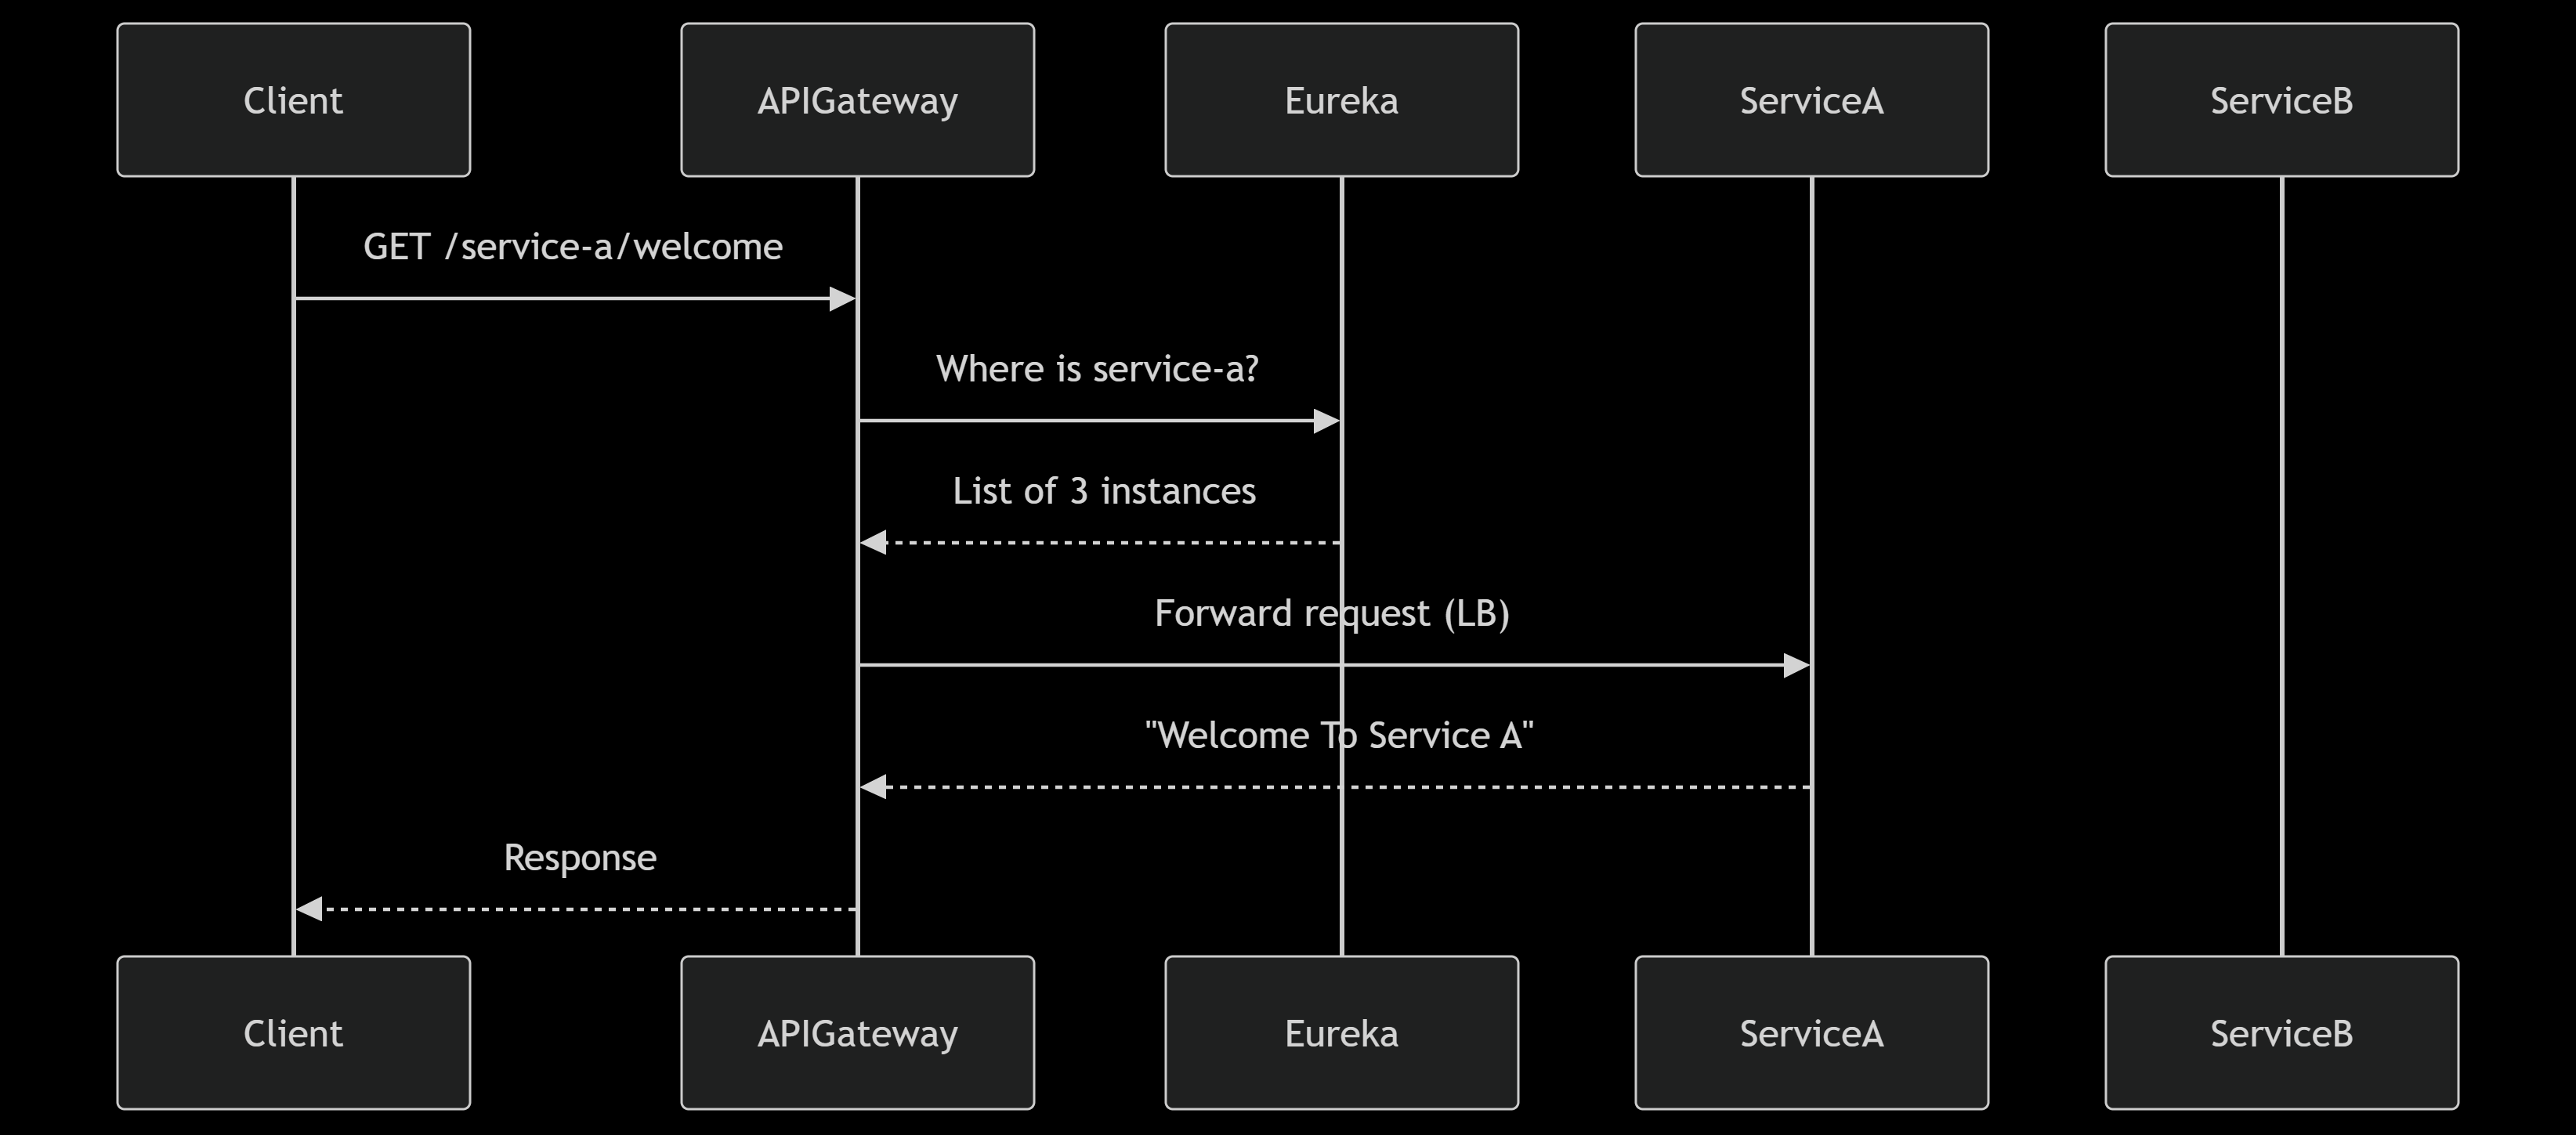 Client
APIGateway
Eureka
ServiceA
ServiceB
GET /service-a/welcome
Where is service-a?
List of 3 instances
Forward request (LB)
"Welcome To Service A"
Response
Client
APIGateway
Eureka
ServiceA
ServiceB